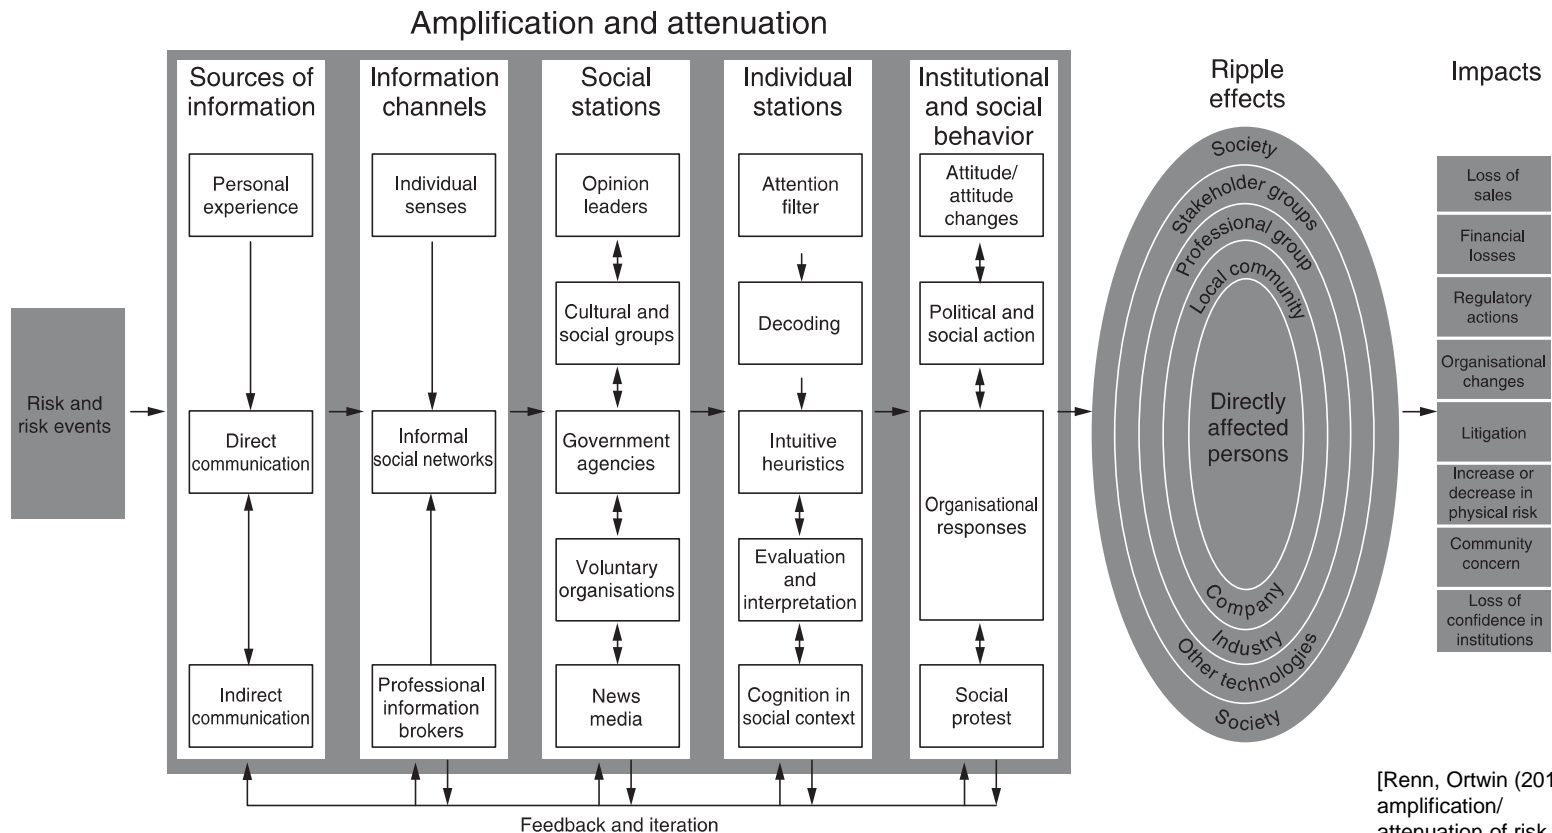 Amplification and attenuation
Sources of
information
Personal
experience
Direct
communication
Indirect
communication
Information
channels
Individual
senses
Informal
social networks
Professional
information
brokers
Social
stations
Opinion
leaders
Cultural and
social groups
Government
agencies
Voluntary
organisations
News
media
Individual
stations
Attention
filter
Decoding
Intuitive
heuristics
Evaluation and
interpretation
Cognition in
social context
Institutional
and social
behavior
Attitude/
attitude
changes
Political and
social action
Organisational
responses
Social
protest
Risk and
risk events
Feedback and iteration
Ripple
effects
Society
Stakeholder groups
Professional group
Local community
Directly
affected
persons
Company
Industry
Other technologies
Society
Impacts
Loss of
sales
Financial
losses
Regulatory
actions
Organisational
changes
Litigation
Increase or
decrease in
physical risk
Community
concern
Loss of
confidence in
institutions
[Renn, Ortwin (201
amplification/
attenuation of risk